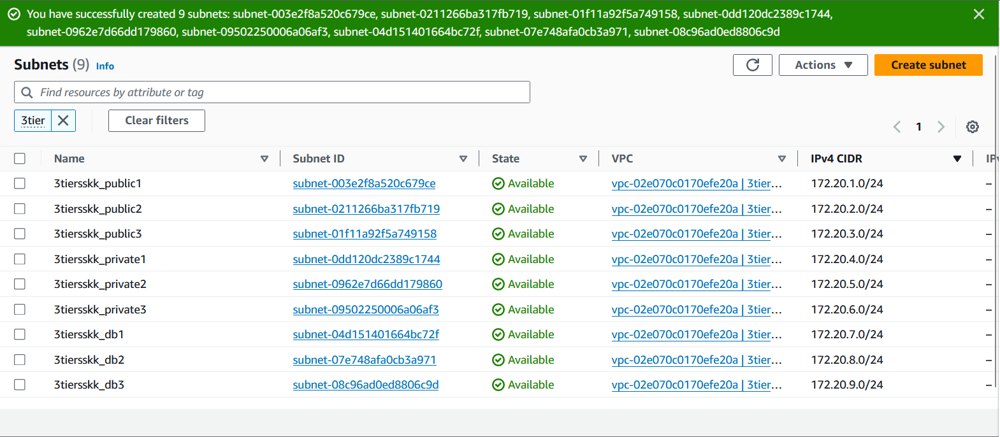 You have successfully created 9 subnets: subnet-003e2f8a520c679ce, subnet-0211266ba317fb719, subnet-01f11a92f5a749158, subnet-0dd120dc2389c1744,
subnet-0962e7d66dd179860, subnet-09502250006a06af3, subnet-04d151401664bc72f, subnet-07e748afa0cb3a971, subnet-08c96ad0ed8806c9d
Subnets (9) Info Actions Create subnet
Find resources by attribute or tag
3tier Clear filters
1
Name Subnet ID State VPC IPv4 CIDR
3tiersskk_public1 subnet-003e2f8a520c679ce Available vpc-02e070c0170efe20a | 3tier... 172.20.1.0/24 –
3tiersskk_public2 subnet-0211266ba317fb719 Available vpc-02e070c0170efe20a | 3tier... 172.20.2.0/24 –
3tiersskk_public3 subnet-01f11a92f5a749158 Available vpc-02e070c0170efe20a | 3tier... 172.20.3.0/24 –
3tiersskk_private1 subnet-0dd120dc2389c1744 Available vpc-02e070c0170efe20a | 3tier... 172.20.4.0/24 –
3tiersskk_private2 subnet-0962e7d66dd179860 Available vpc-02e070c0170efe20a | 3tier... 172.20.5.0/24 –
3tiersskk_private3 subnet-09502250006a06af3 Available vpc-02e070c0170efe20a | 3tier... 172.20.6.0/24 –
3tiersskk_db1 subnet-04d151401664bc72f Available vpc-02e070c0170efe20a | 3tier... 172.20.7.0/24 –
3tiersskk_db2 subnet-07e748afa0cb3a971 Available vpc-02e070c0170efe20a | 3tier... 172.20.8.0/24 –
3tiersskk_db3 subnet-08c96ad0ed8806c9d Available vpc-02e070c0170efe20a | 3tier... 172.20.9.0/24 –